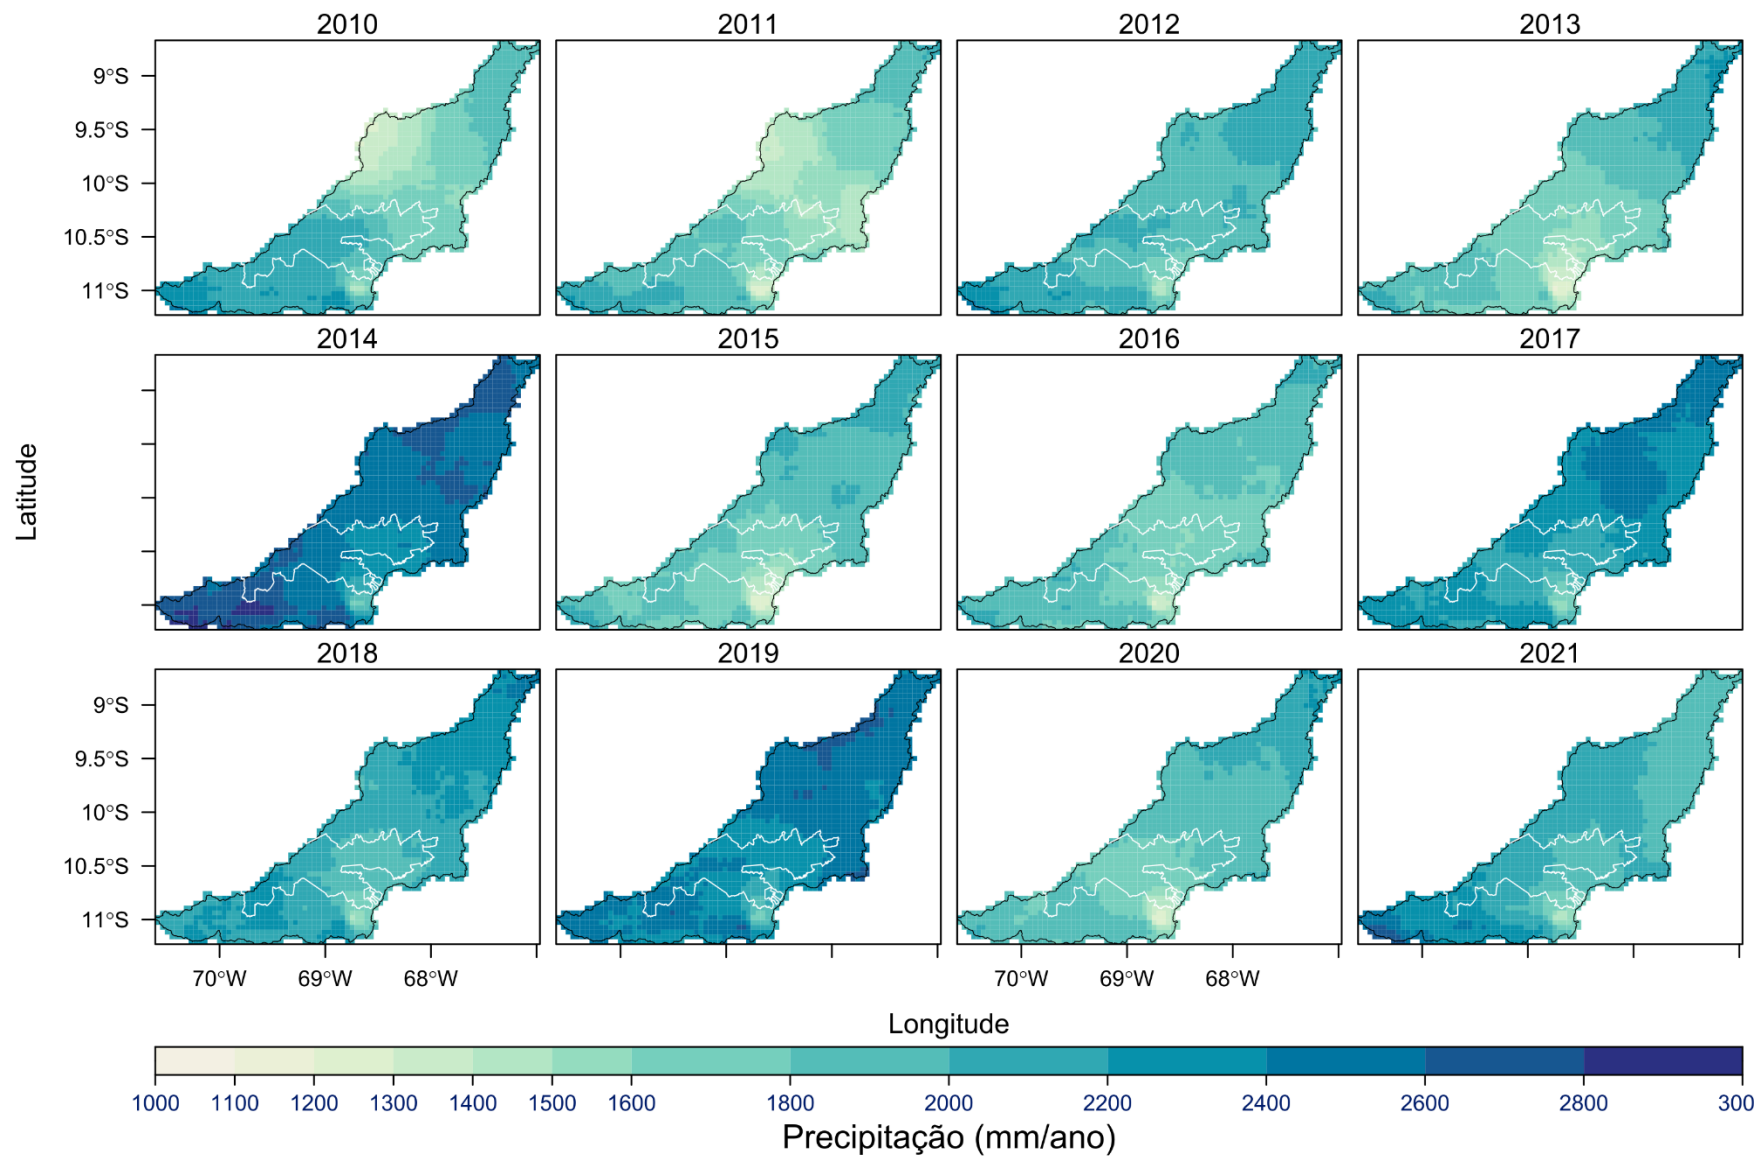 2010 2011 2012 2013
9°S
9.5°S
10°S
10.5°S
11°S
2014 2015 2016 2017
Latitude
2018 2019 2020 2021
9°S
9.5°S
10°S
10.5°S
11°S
70°W 69°W 68°W 70°W 69°W 68°W
Longitude
1000 1100 1200 1300 1400 1500 1600 1800 2000 2200 2400 2600 2800 300
Precipitação (mm/ano)